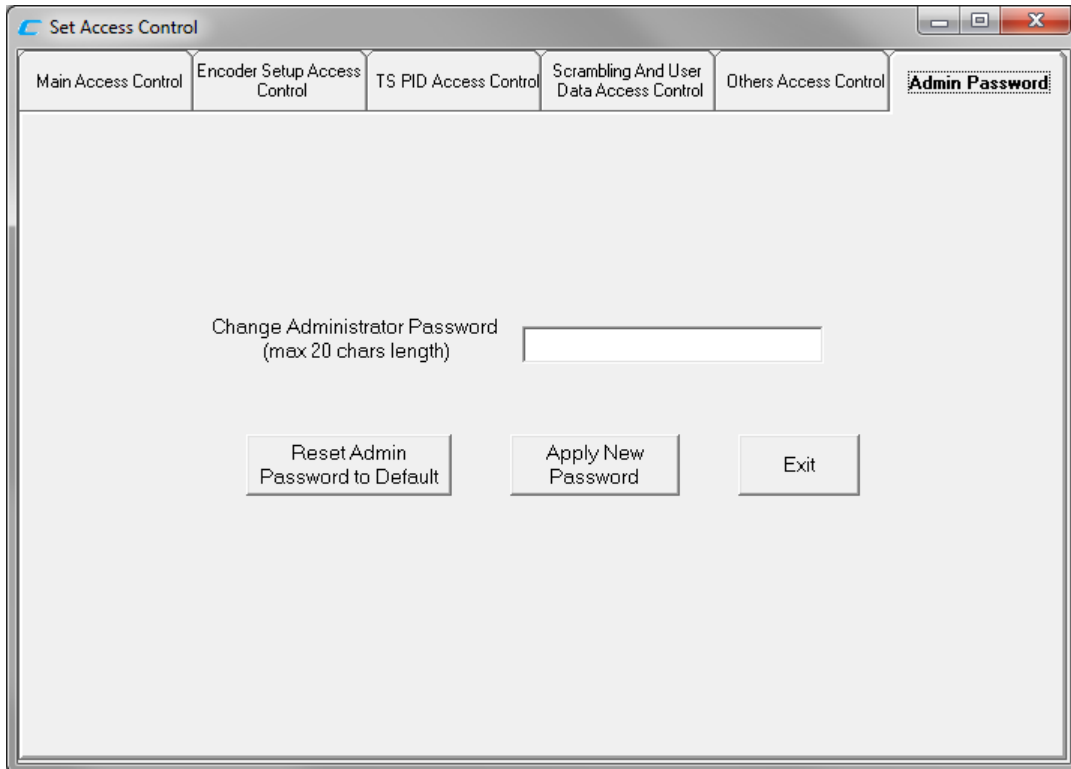 Set Access Control
Main Access Control
Encoder Setup Access
Control
TS PID Access Control
Scrambling And User
Data Access Control
Others Access Control
Admin Password
Change Administrator Password
(max 20 chars length)
Reset Admin
Password to Default
Apply New
Password
Exit